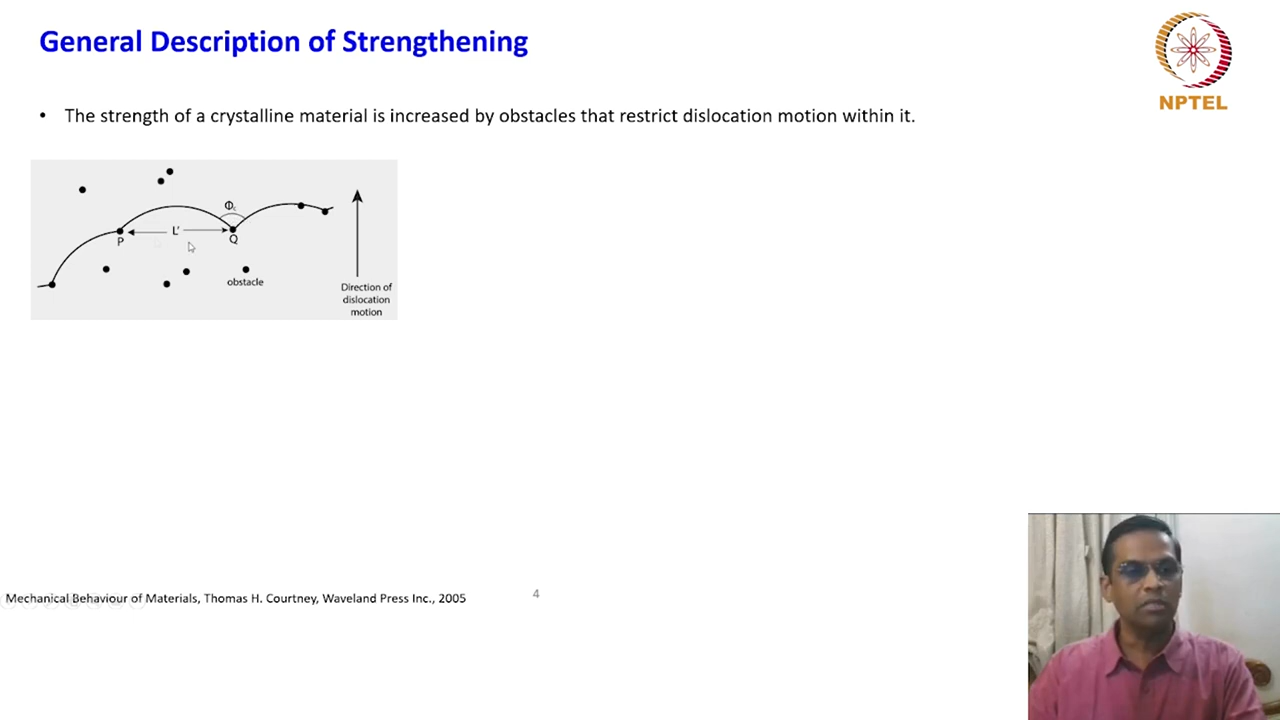 General Description of Strengthening
NPTEL
• The strength of a crystalline material is increased by obstacles that restrict dislocation motion within it.
Φc
P
L'
Q
obstacle
Direction of
dislocation
motion
Mechanical Behaviour of Materials, Thomas H. Courtney, Waveland Press Inc., 2005
4